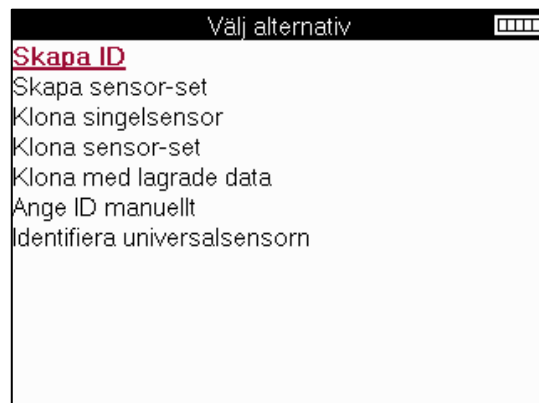 Välj alternativ
Skapa ID
Skapa sensor-set
Klona singelsensor
Klona sensor-set
Klona med lagrade data
Ange ID manuellt
Identifiera universalsensorn